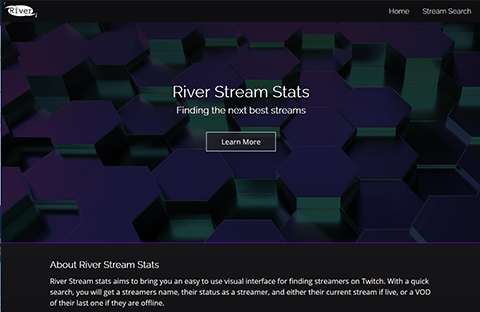 River
Home
Stream Search
River Stream Stats
Finding the next best streams
Learn More
About River Stream Stats
River Stream stats aims to bring you an easy to use visual interface for finding streamers on Twitch. With a quick
search, you will get a streamers name, their status as a streamer, and either their current stream if live, or a VOD
of their last one if they are offline.